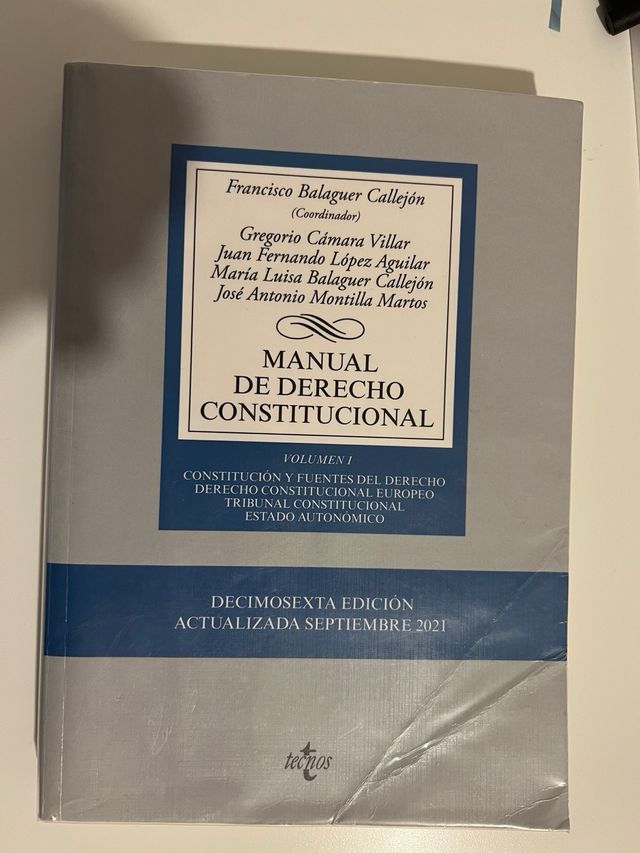 Francisco Balaguer Callejón
(Coordinador)
Gregorio Cámara Villar
Juan Fernando López Aguilar
María Luisa Balaguer Callejón
José Antonio Montilla Martos
MANUAL
DE DERECHO
CONSTITUCIONAL
VOLUMEN I
CONSTITUCIÓN Y FUENTES DEL DERECHO
DERECHO CONSTITUCIONAL EUROPEO
TRIBUNAL CONSTITUCIONAL
ESTADO AUTONÓMICO
DECIMOSEXTA EDICIÓN
ACTUALIZADA SEPTIEMBRE 2021
tecnos